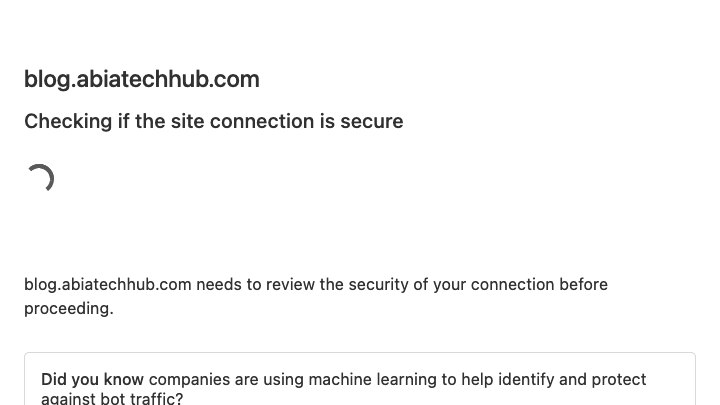 blog.abiatechhub.com
Checking if the site connection is secure
blog.abiatechhub.com needs to review the security of your connection before
proceeding.
Did you know companies are using machine learning to help identify and protect
against bot traffic?